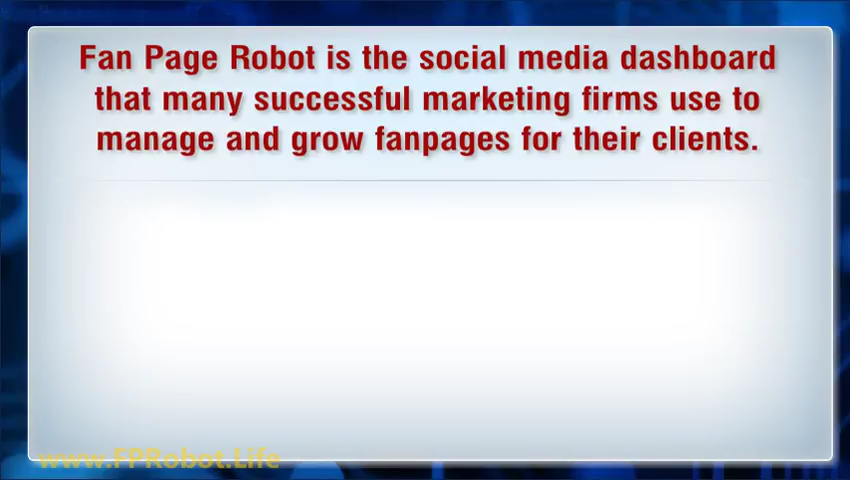 Fan Page Robot is the social media dashboard
that many successful marketing firms use to
manage and grow fanpages for their clients.
www.FPRobot.Life